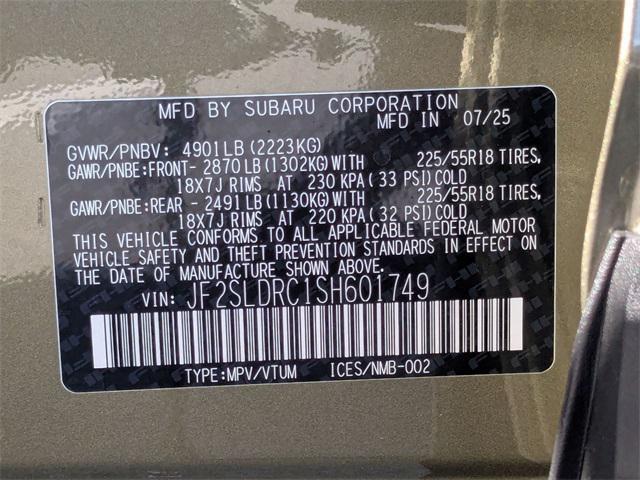 MFD BY SUBARU CORPORATION
MFD IN 07/25
GVWR/PNBV: 4901LB(2223KG)
GAWR/PNBE:FRONT- 2870LB(1302KG)WITH 225/55R18 TIRES,
18X7J RIMS AT 230 KPA(33 PSI)COLD
GAWR/PNBE:REAR - 2491LB(1130KG)WITH 225/55R18 TIRES,
18X7J RIMS AT 220 KPA(32 PSI)COLD
THIS VEHICLE CONFORMS TO ALL APPLICABLE FEDERAL MOTOR
VEHICLE SAFETY AND THEFT PREVENTION STANDARDS IN EFFECT ON
THE DATE OF MANUFACTURE SHOWN ABOVE.
VIN: JF2SLDRC1SH601749
TYPE:MPV/VTUM ICES/NMB-002